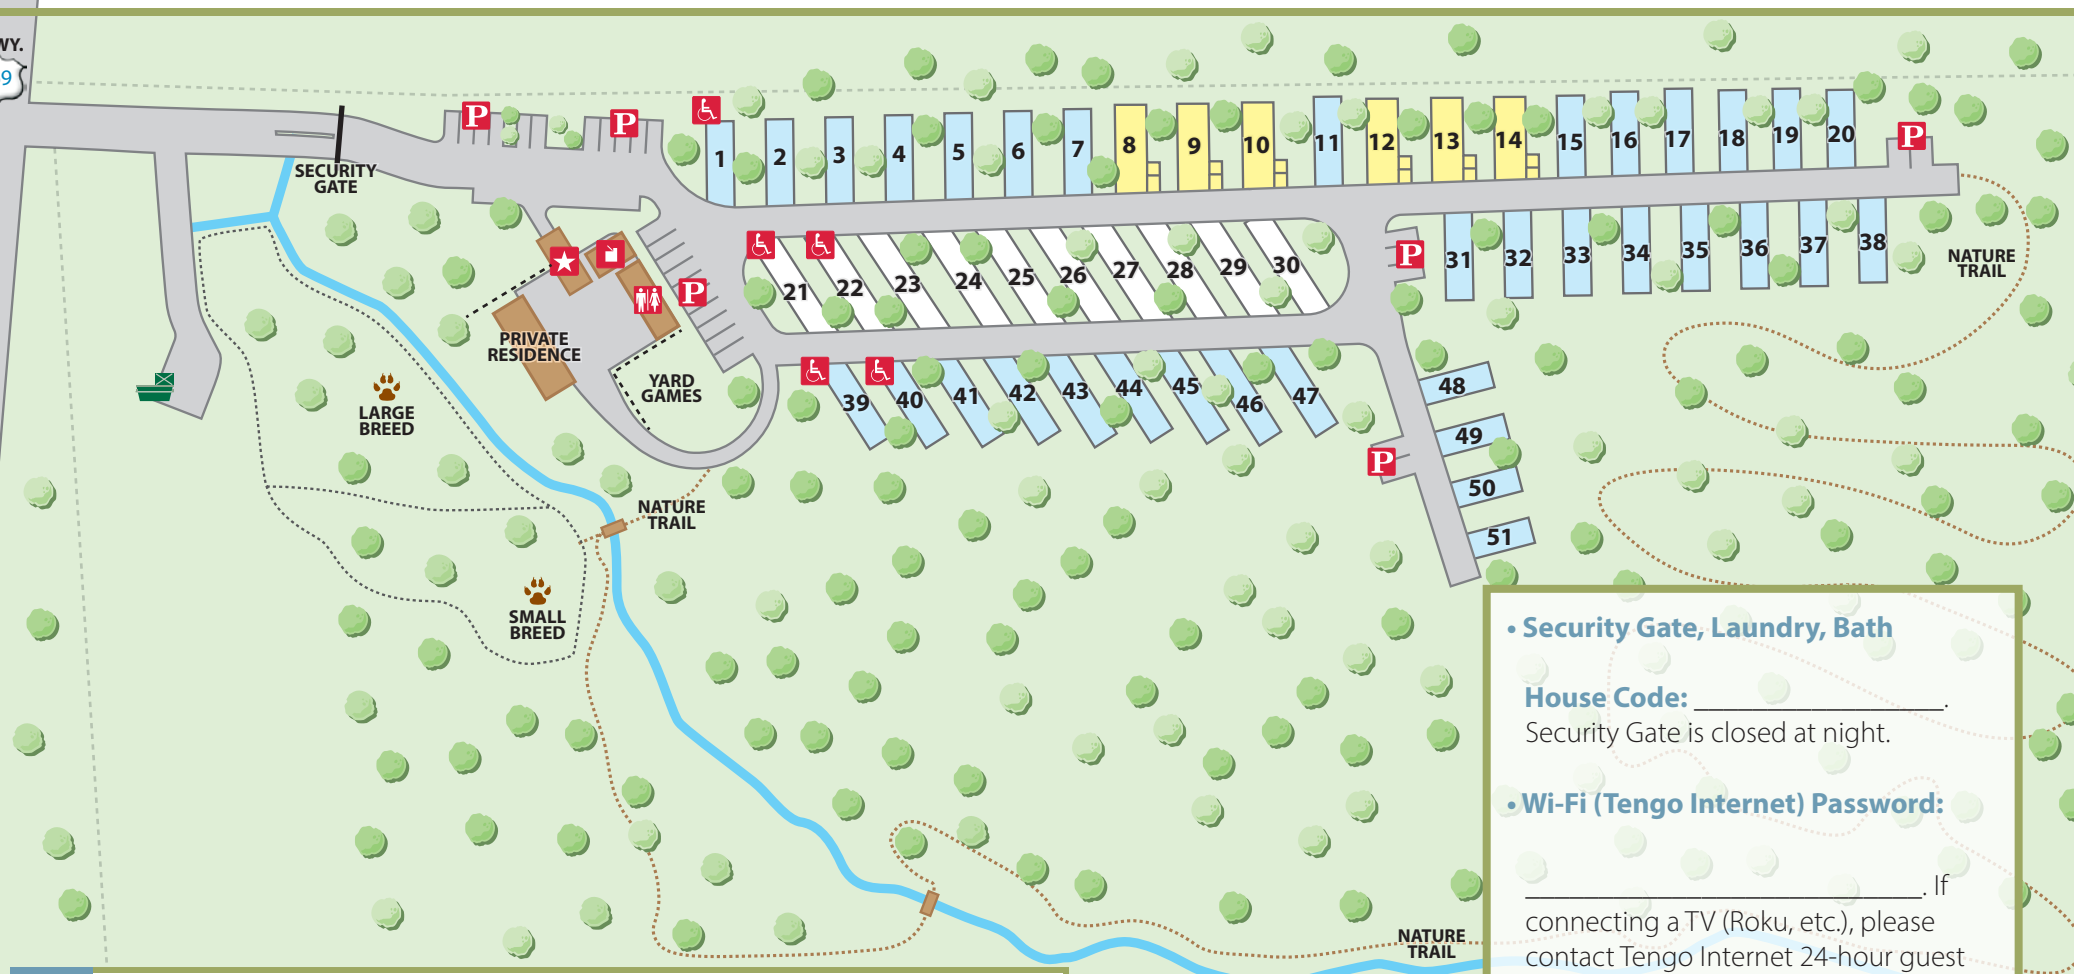 WY.
9
SECURITY
GATE
P
P
1
2
3
4
5
6
7
8
9
10
11
12
13
14
15
16
17
18
19
20
P
21
22
23
24
25
26
27
28
29
30
P
31
32
33
34
35
36
37
38
NATURE
TRAIL
P
PRIVATE
RESIDENCE
YARD
GAMES
39
40
41
42
43
44
45
46
47
48
49
50
51
P
LARGE
BREED
NATURE
TRAIL
SMALL
BREED
NATURE
TRAIL
• Security Gate, Laundry, Bath
House Code: ___________________.
Security Gate is closed at night.
• Wi-Fi (Tengo Internet) Password:
______________________________. If
connecting a TV (Roku, etc.), please
contact Tengo Internet 24-hour guest